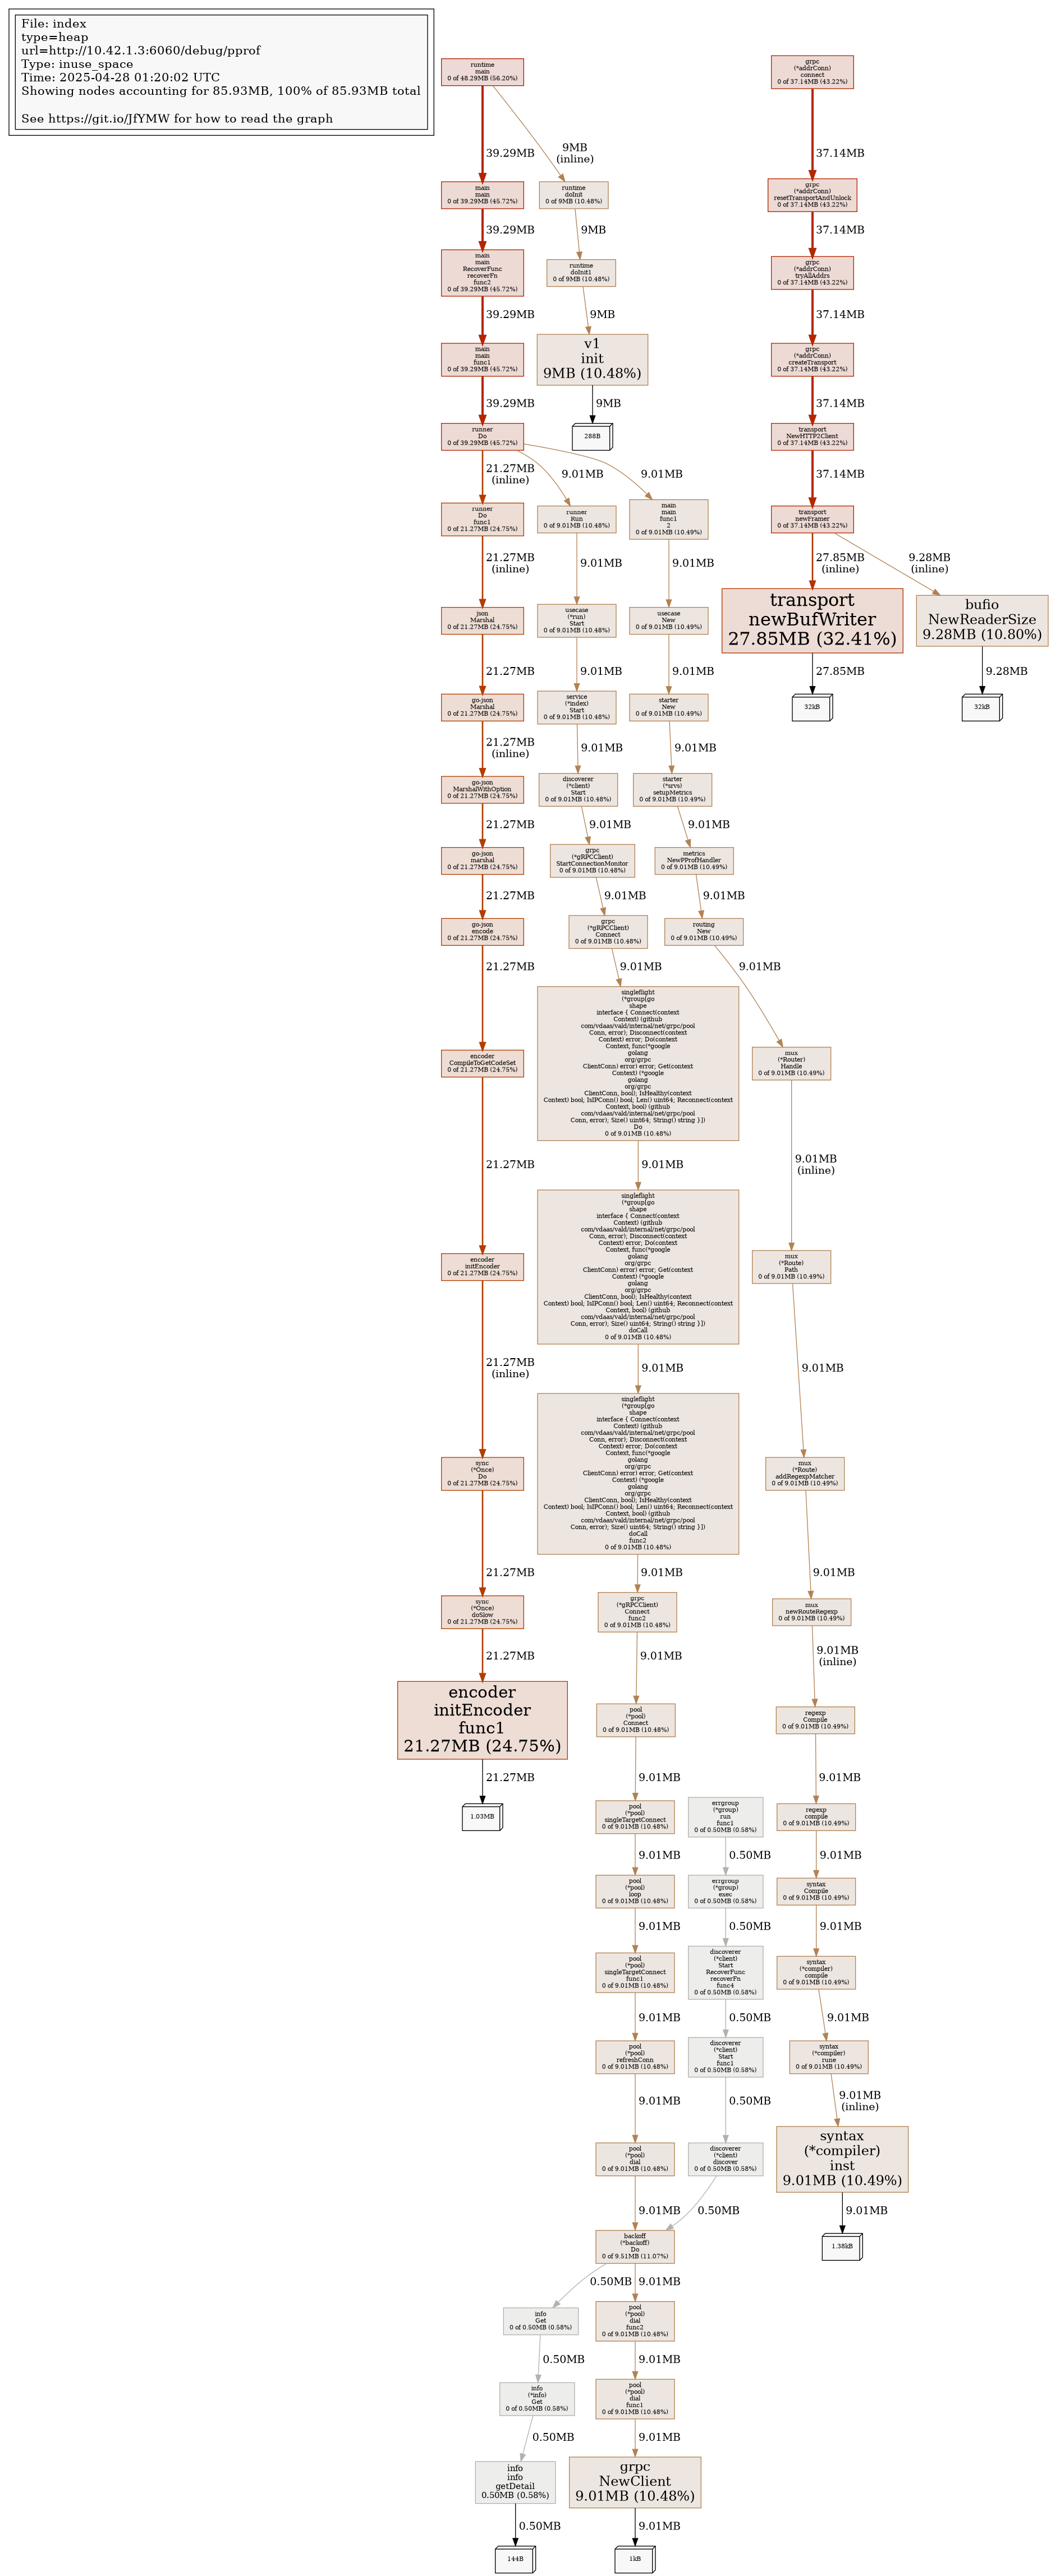 File: index
type=heap
url=http://10.42.1.3:6060/debug/pprof
Type: inuse_space
Time: 2025-04-28 01:20:02 UTC
Showing nodes accounting for 85.93MB, 100% of 85.93MB total
See https://git.io/JfYMW for how to read the graph
runtime
main
0 of 48.29MB (56.20%)
grpc
(*addrConn)
connect
0 of 37.14MB (43.22%)
39.29MB
9MB
(inline)
37.14MB
main
main
0 of 39.29MB (45.72%)
runtime
doInit
0 of 9MB (10.48%)
grpc
(*addrConn)
resetTransportAndUnlock
0 of 37.14MB (43.22%)
39.29MB
9MB
37.14MB
main
main
RecoverFunc
recoverFn
func2
0 of 39.29MB (45.72%)
runtime
doInit1
0 of 9MB (10.48%)
grpc
(*addrConn)
tryAllAddrs
0 of 37.14MB (43.22%)
39.29MB
9MB
37.14MB
main
main
func1
0 of 39.29MB (45.72%)
v1
init
9MB (10.48%)
grpc
(*addrConn)
createTransport
0 of 37.14MB (43.22%)
39.29MB
9MB
37.14MB
runner
Do
0 of 39.29MB (45.72%)
288B
transport
NewHTTP2Client
0 of 37.14MB (43.22%)
21.27MB
(inline)
9.01MB
9.01MB
37.14MB
runner
Do
func1
0 of 21.27MB (24.75%)
runner
Run
0 of 9.01MB (10.48%)
main
main
func1
2
0 of 9.01MB (10.49%)
transport
newFramer
0 of 37.14MB (43.22%)
21.27MB
(inline)
9.01MB
9.01MB
27.85MB
(inline)
9.28MB
(inline)
json
Marshal
0 of 21.27MB (24.75%)
usecase
(*run)
Start
0 of 9.01MB (10.48%)
usecase
New
0 of 9.01MB (10.49%)
transport
newBufWriter
27.85MB (32.41%)
bufio
NewReaderSize
9.28MB (10.80%)
21.27MB
9.01MB
9.01MB
27.85MB
9.28MB
go-json
Marshal
0 of 21.27MB (24.75%)
service
(*index)
Start
0 of 9.01MB (10.48%)
starter
New
0 of 9.01MB (10.49%)
32kB
32kB
21.27MB
(inline)
9.01MB
9.01MB
go-json
MarshalWithOption
0 of 21.27MB (24.75%)
discoverer
(*client)
Start
0 of 9.01MB (10.48%)
starter
(*srvs)
setupMetrics
0 of 9.01MB (10.49%)
21.27MB
9.01MB
9.01MB
go-json
marshal
0 of 21.27MB (24.75%)
grpc
(*gRPCClient)
StartConnectionMonitor
0 of 9.01MB (10.48%)
metrics
NewPProfHandler
0 of 9.01MB (10.49%)
21.27MB
9.01MB
9.01MB
go-json
encode
0 of 21.27MB (24.75%)
grpc
(*gRPCClient)
Connect
0 of 9.01MB (10.48%)
routing
New
0 of 9.01MB (10.49%)
21.27MB
9.01MB
9.01MB
encoder
CompileToGetCodeSet
0 of 21.27MB (24.75%)
singleflight
(*group[go
shape
interface { Connect(context
Context) (github
com/vdaas/vald/internal/net/grpc/pool
Conn, error); Disconnect(context
Context) error; Do(context
Context, func(*google
golang
org/grpc
ClientConn) error) error; Get(context
Context) (*google
golang
org/grpc
ClientConn, bool); IsHealthy(context
Context) bool; IsIPConn() bool; Len() uint64; Reconnect(context
Context, bool) (github
com/vdaas/vald/internal/net/grpc/pool
Conn, error); Size() uint64; String() string }])
Do
0 of 9.01MB (10.48%)
mux
(*Router)
Handle
0 of 9.01MB (10.49%)
21.27MB
9.01MB
9.01MB
(inline)
encoder
initEncoder
0 of 21.27MB (24.75%)
singleflight
(*group[go
shape
interface { Connect(context
Context) (github
com/vdaas/vald/internal/net/grpc/pool
Conn, error); Disconnect(context
Context) error; Do(context
Context, func(*google
golang
org/grpc
ClientConn) error) error; Get(context
Context) (*google
golang
org/grpc
ClientConn, bool); IsHealthy(context
Context) bool; IsIPConn() bool; Len() uint64; Reconnect(context
Context, bool) (github
com/vdaas/vald/internal/net/grpc/pool
Conn, error); Size() uint64; String() string }])
doCall
0 of 9.01MB (10.48%)
mux
(*Route)
Path
0 of 9.01MB (10.49%)
21.27MB
(inline)
9.01MB
9.01MB
sync
(*Once)
Do
0 of 21.27MB (24.75%)
singleflight
(*group[go
shape
interface { Connect(context
Context) (github
com/vdaas/vald/internal/net/grpc/pool
Conn, error); Disconnect(context
Context) error; Do(context
Context, func(*google
golang
org/grpc
ClientConn) error) error; Get(context
Context) (*google
golang
org/grpc
ClientConn, bool); IsHealthy(context
Context) bool; IsIPConn() bool; Len() uint64; Reconnect(context
Context, bool) (github
com/vdaas/vald/internal/net/grpc/pool
Conn, error); Size() uint64; String() string }])
doCall
func2
0 of 9.01MB (10.48%)
mux
(*Route)
addRegexpMatcher
0 of 9.01MB (10.49%)
21.27MB
9.01MB
9.01MB
sync
(*Once)
doSlow
0 of 21.27MB (24.75%)
grpc
(*gRPCClient)
Connect
func2
0 of 9.01MB (10.48%)
mux
newRouteRegexp
0 of 9.01MB (10.49%)
21.27MB
9.01MB
9.01MB
(inline)
encoder
initEncoder
func1
21.27MB (24.75%)
pool
(*pool)
Connect
0 of 9.01MB (10.48%)
regexp
Compile
0 of 9.01MB (10.49%)
21.27MB
9.01MB
9.01MB
1.03MB
pool
(*pool)
singleTargetConnect
0 of 9.01MB (10.48%)
errgroup
(*group)
run
func1
0 of 0.50MB (0.58%)
regexp
compile
0 of 9.01MB (10.49%)
9.01MB
0.50MB
9.01MB
pool
(*pool)
loop
0 of 9.01MB (10.48%)
errgroup
(*group)
exec
0 of 0.50MB (0.58%)
syntax
Compile
0 of 9.01MB (10.49%)
9.01MB
0.50MB
9.01MB
pool
(*pool)
singleTargetConnect
func1
0 of 9.01MB (10.48%)
discoverer
(*client)
Start
RecoverFunc
recoverFn
func4
0 of 0.50MB (0.58%)
syntax
(*compiler)
compile
0 of 9.01MB (10.49%)
9.01MB
0.50MB
9.01MB
pool
(*pool)
refreshConn
0 of 9.01MB (10.48%)
discoverer
(*client)
Start
func1
0 of 0.50MB (0.58%)
syntax
(*compiler)
rune
0 of 9.01MB (10.49%)
9.01MB
0.50MB
9.01MB
(inline)
pool
(*pool)
dial
0 of 9.01MB (10.48%)
discoverer
(*client)
discover
0 of 0.50MB (0.58%)
syntax
(*compiler)
inst
9.01MB (10.49%)
9.01MB
0.50MB
9.01MB
backoff
(*backoff)
Do
0 of 9.51MB (11.07%)
1.38kB
0.50MB
9.01MB
info
Get
0 of 0.50MB (0.58%)
pool
(*pool)
dial
func2
0 of 9.01MB (10.48%)
0.50MB
9.01MB
info
(*info)
Get
0 of 0.50MB (0.58%)
pool
(*pool)
dial
func1
0 of 9.01MB (10.48%)
0.50MB
9.01MB
info
info
getDetail
0.50MB (0.58%)
grpc
NewClient
9.01MB (10.48%)
0.50MB
9.01MB
144B
1kB